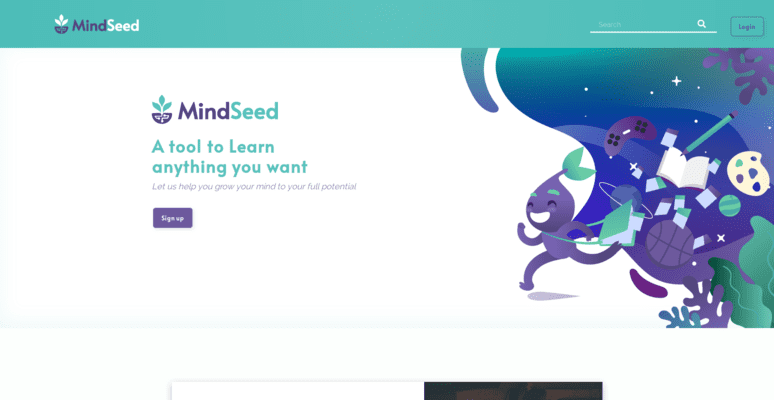 MindSeed
Search
Login
MindSeed
A tool to Learn
anything you want
Let us help you grow your mind to your full potential
Sign up